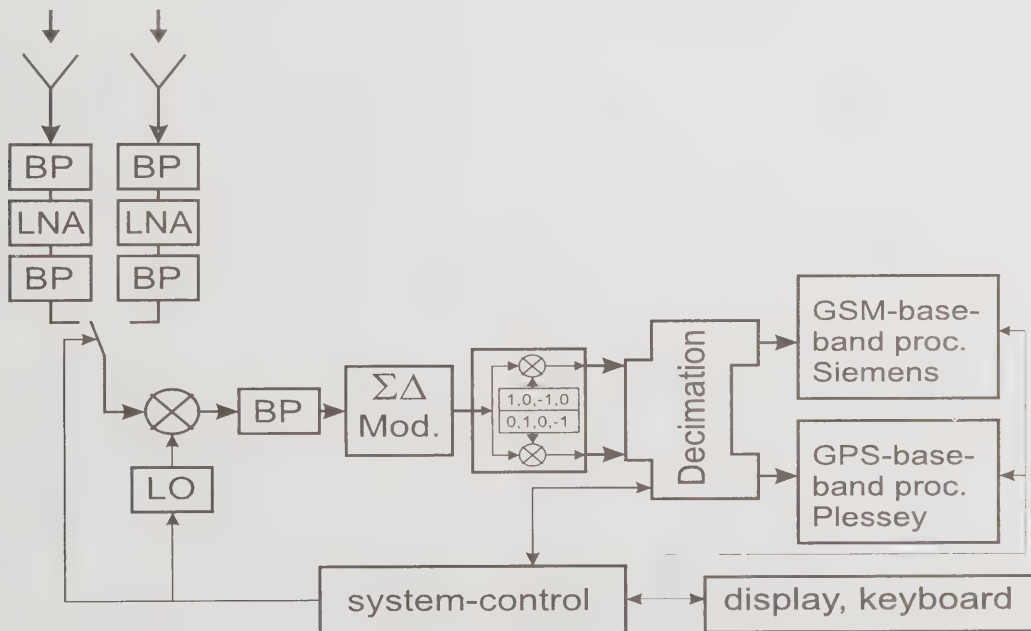 BP
BP
LNA
LNA
BP
BP
LO
BP
ΣΔ
Mod.
1,0,-1,0
0,1,0,-1
Decimation
GSM-base-
band proc.
Siemens
GPS-base-
band proc.
Plessey
system-control
display, keyboard